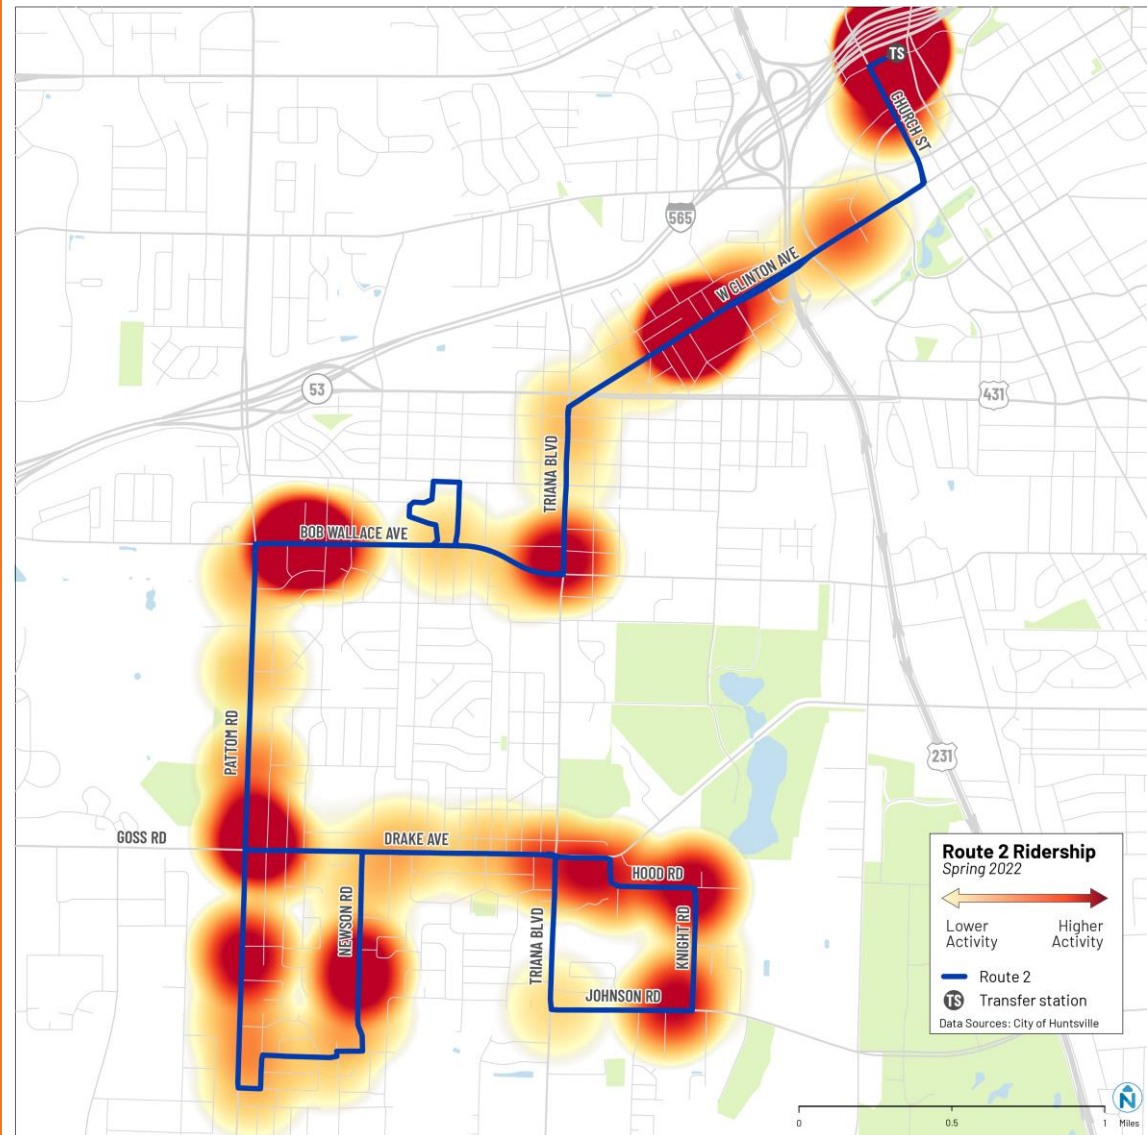 TS
CHURCH ST
565
W CLINTON AVE
53
431
TRIANA BLVD
BOB WALLACE AVE
PATTOM RD
231
GOSS RD
DRAKE AVE
HOOD RD
NEWSON RD
TRIANA BLVD
KNIGHT RD
JOHNSON RD
Route 2 Ridership
Spring 2022
Lower Activity
Higher Activity
Route 2
TS Transfer station
Data Sources: City of Huntsville
N
0 0.5 1 Miles